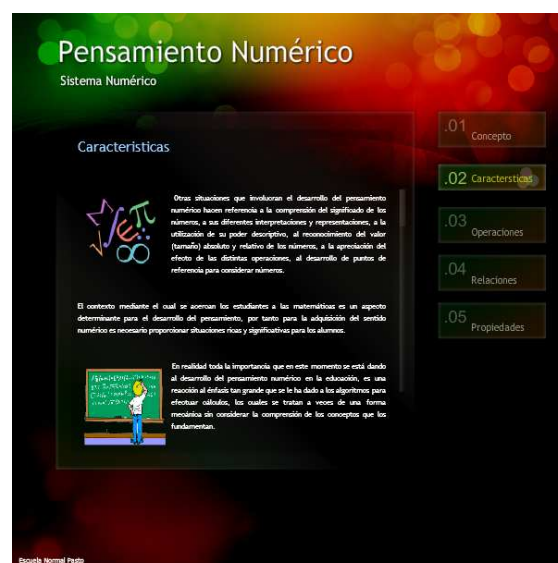 Pensamiento Numérico
Sistema Numérico
Caracteristicas
Otras situaciones que involucran el desarrollo del pensamiento
numérico hacen referencia a la comprensión del significado de los
números, a sus diferentes interpretaciones y representaciones, a la
utilización de su poder descriptivo, al reconocimiento del valor
(tamaño) absoluto y relativo de los números, a la apreciación del
efecto de las distintas operaciones, al desarrollo de puntos de
referencia para considerar números.
El contexto mediante el cual se acercan los estudiantes a las matemáticas es un aspecto
determinante para el desarrollo del pensamiento, por tanto para la adquisición del sentido
numérico es necesario proporcionar situaciones ricas y significativas para los alumnos.
En realidad toda la importancia que en este momento se está dando
al desarrollo del pensamiento numérico en la educación, es una
reacción al énfasis tan grande que se le ha dado a los algoritmos para
efectuar cálculos, los cuales se tratan a veces de una forma
mecánica sin considerar la comprensión de los conceptos que los
fundamentan.
.01 Concepto
.02 Caractersticas
.03 Operaciones
.04 Relaciones
.05 Propiedades
Escuela Normal Pasto